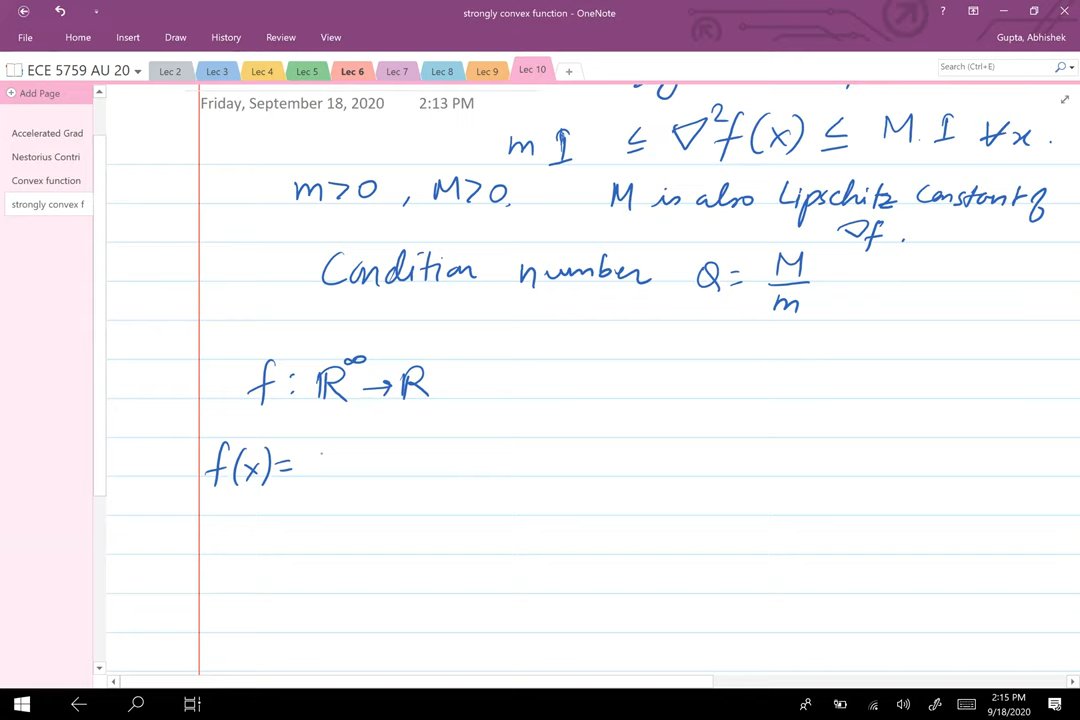 strongly convex function - OneNote
? Gupta, Abhishek
File Home Insert Draw History Review View
ECE 5759 AU 20 Lec 2 Lec 3 Lec 4 Lec 5 Lec 6 Lec 7 Lec 8 Lec 9 Lec 10 + Search (Ctrl+E)
Add Page
Accelerated Grad
Nestorius Contri
Convex function
strongly convex f
Friday, September 18, 2020 2:13 PM
m I ≤ ∇²f(x) ≤ M. I ∀x.
m>0 , M>0. M is also Lipschitz Constant of
∇f.
Condition number Q = M/m
f : ℝ^∞ → ℝ
f(x) =
2:15 PM
9/18/2020